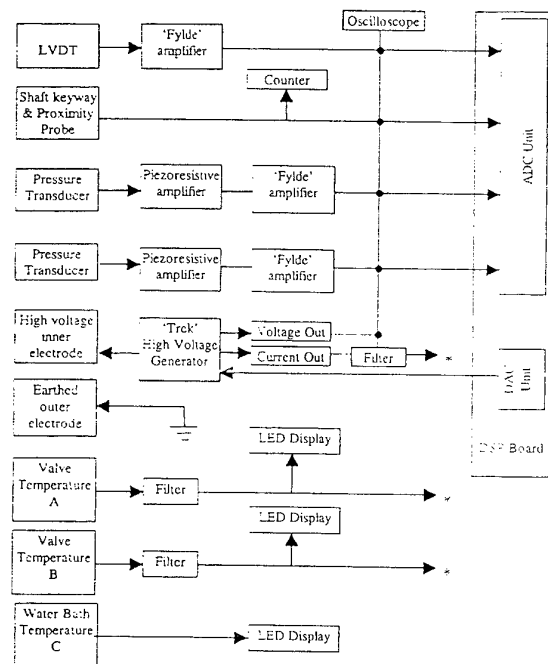 Oscilloscope
LVDT
'Fylde'
amplifier
Counter
Shaft keyway
& Proximity
Probe
ADC Unit
Pressure
Transducer
Piezoresistive
amplifier
'Fylde'
amplifier
Pressure
Transducer
Piezoresistive
amplifier
'Fylde'
amplifier
High voltage
inner
electrode
'Trek'
High Voltage
Generator
Voltage Out
Current Out
Filter
*
DAC
Unit
Earthed
outer
electrode
DSP Board
LED Display
Valve
Temperature
A
Filter
*
LED Display
Valve
Temperature
B
Filter
*
Water Bath
Temperature
C
LED Display